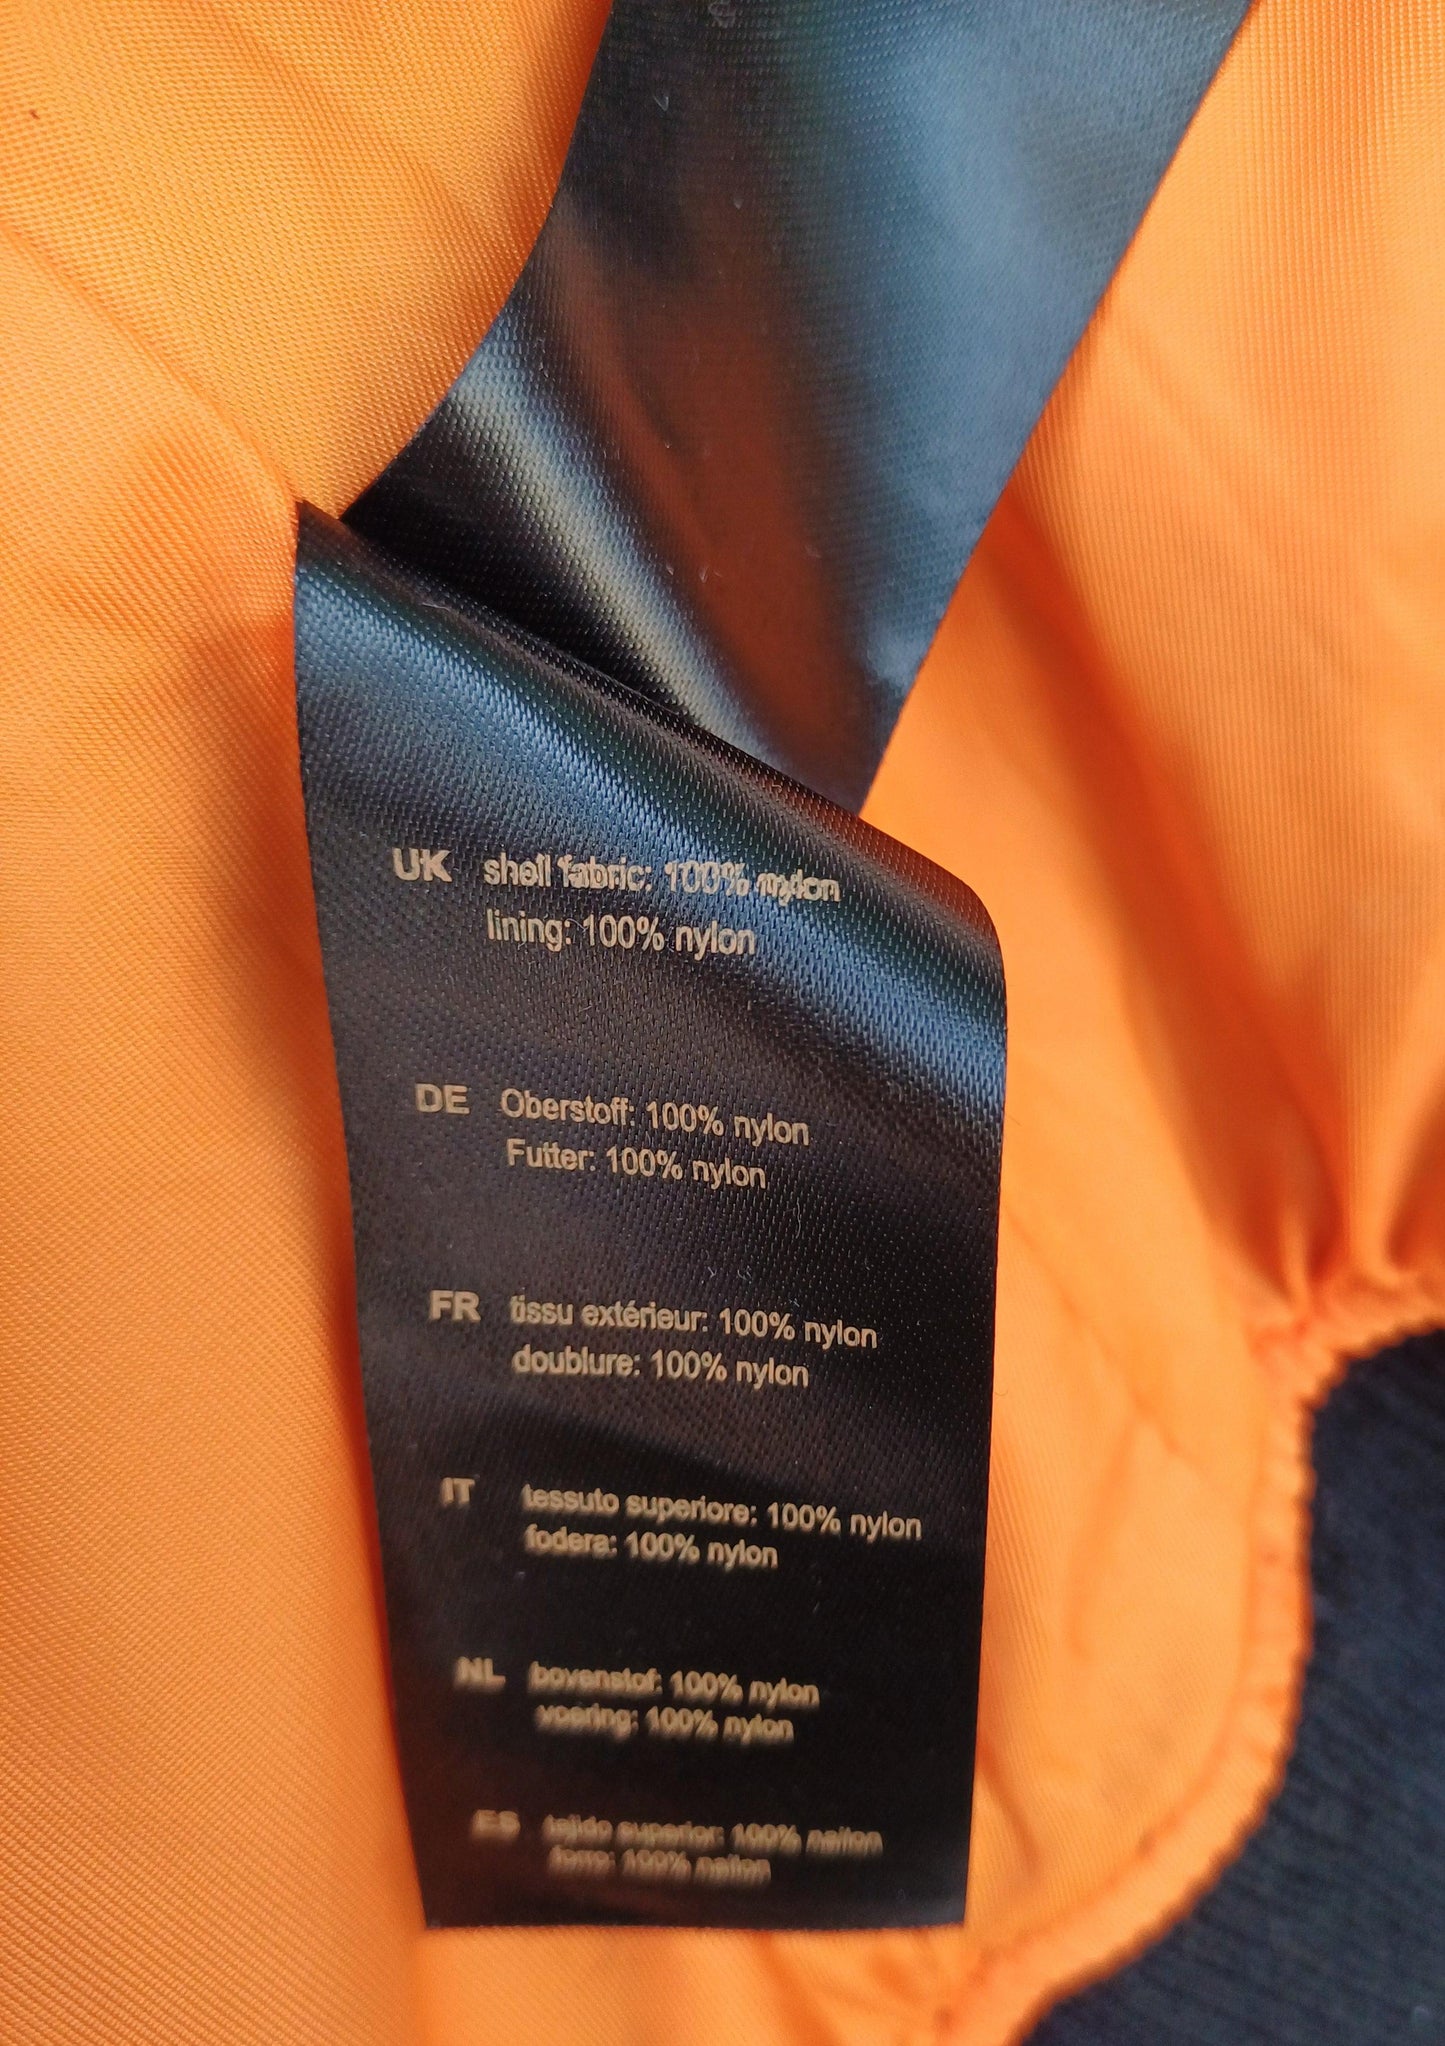 UK shell fabric: 100% nylon
lining: 100% nylon
DE Oberstoff: 100% nylon
Futter: 100% nylon
FR tissu extérieur: 100% nylon
doublure: 100% nylon
IT tessuto superiore: 100% nylon
fodera: 100% nylon
NL bovenstof: 100% nylon
voering: 100% nylon
ES tejido superior: 100% nailon
forro: 100% nailon